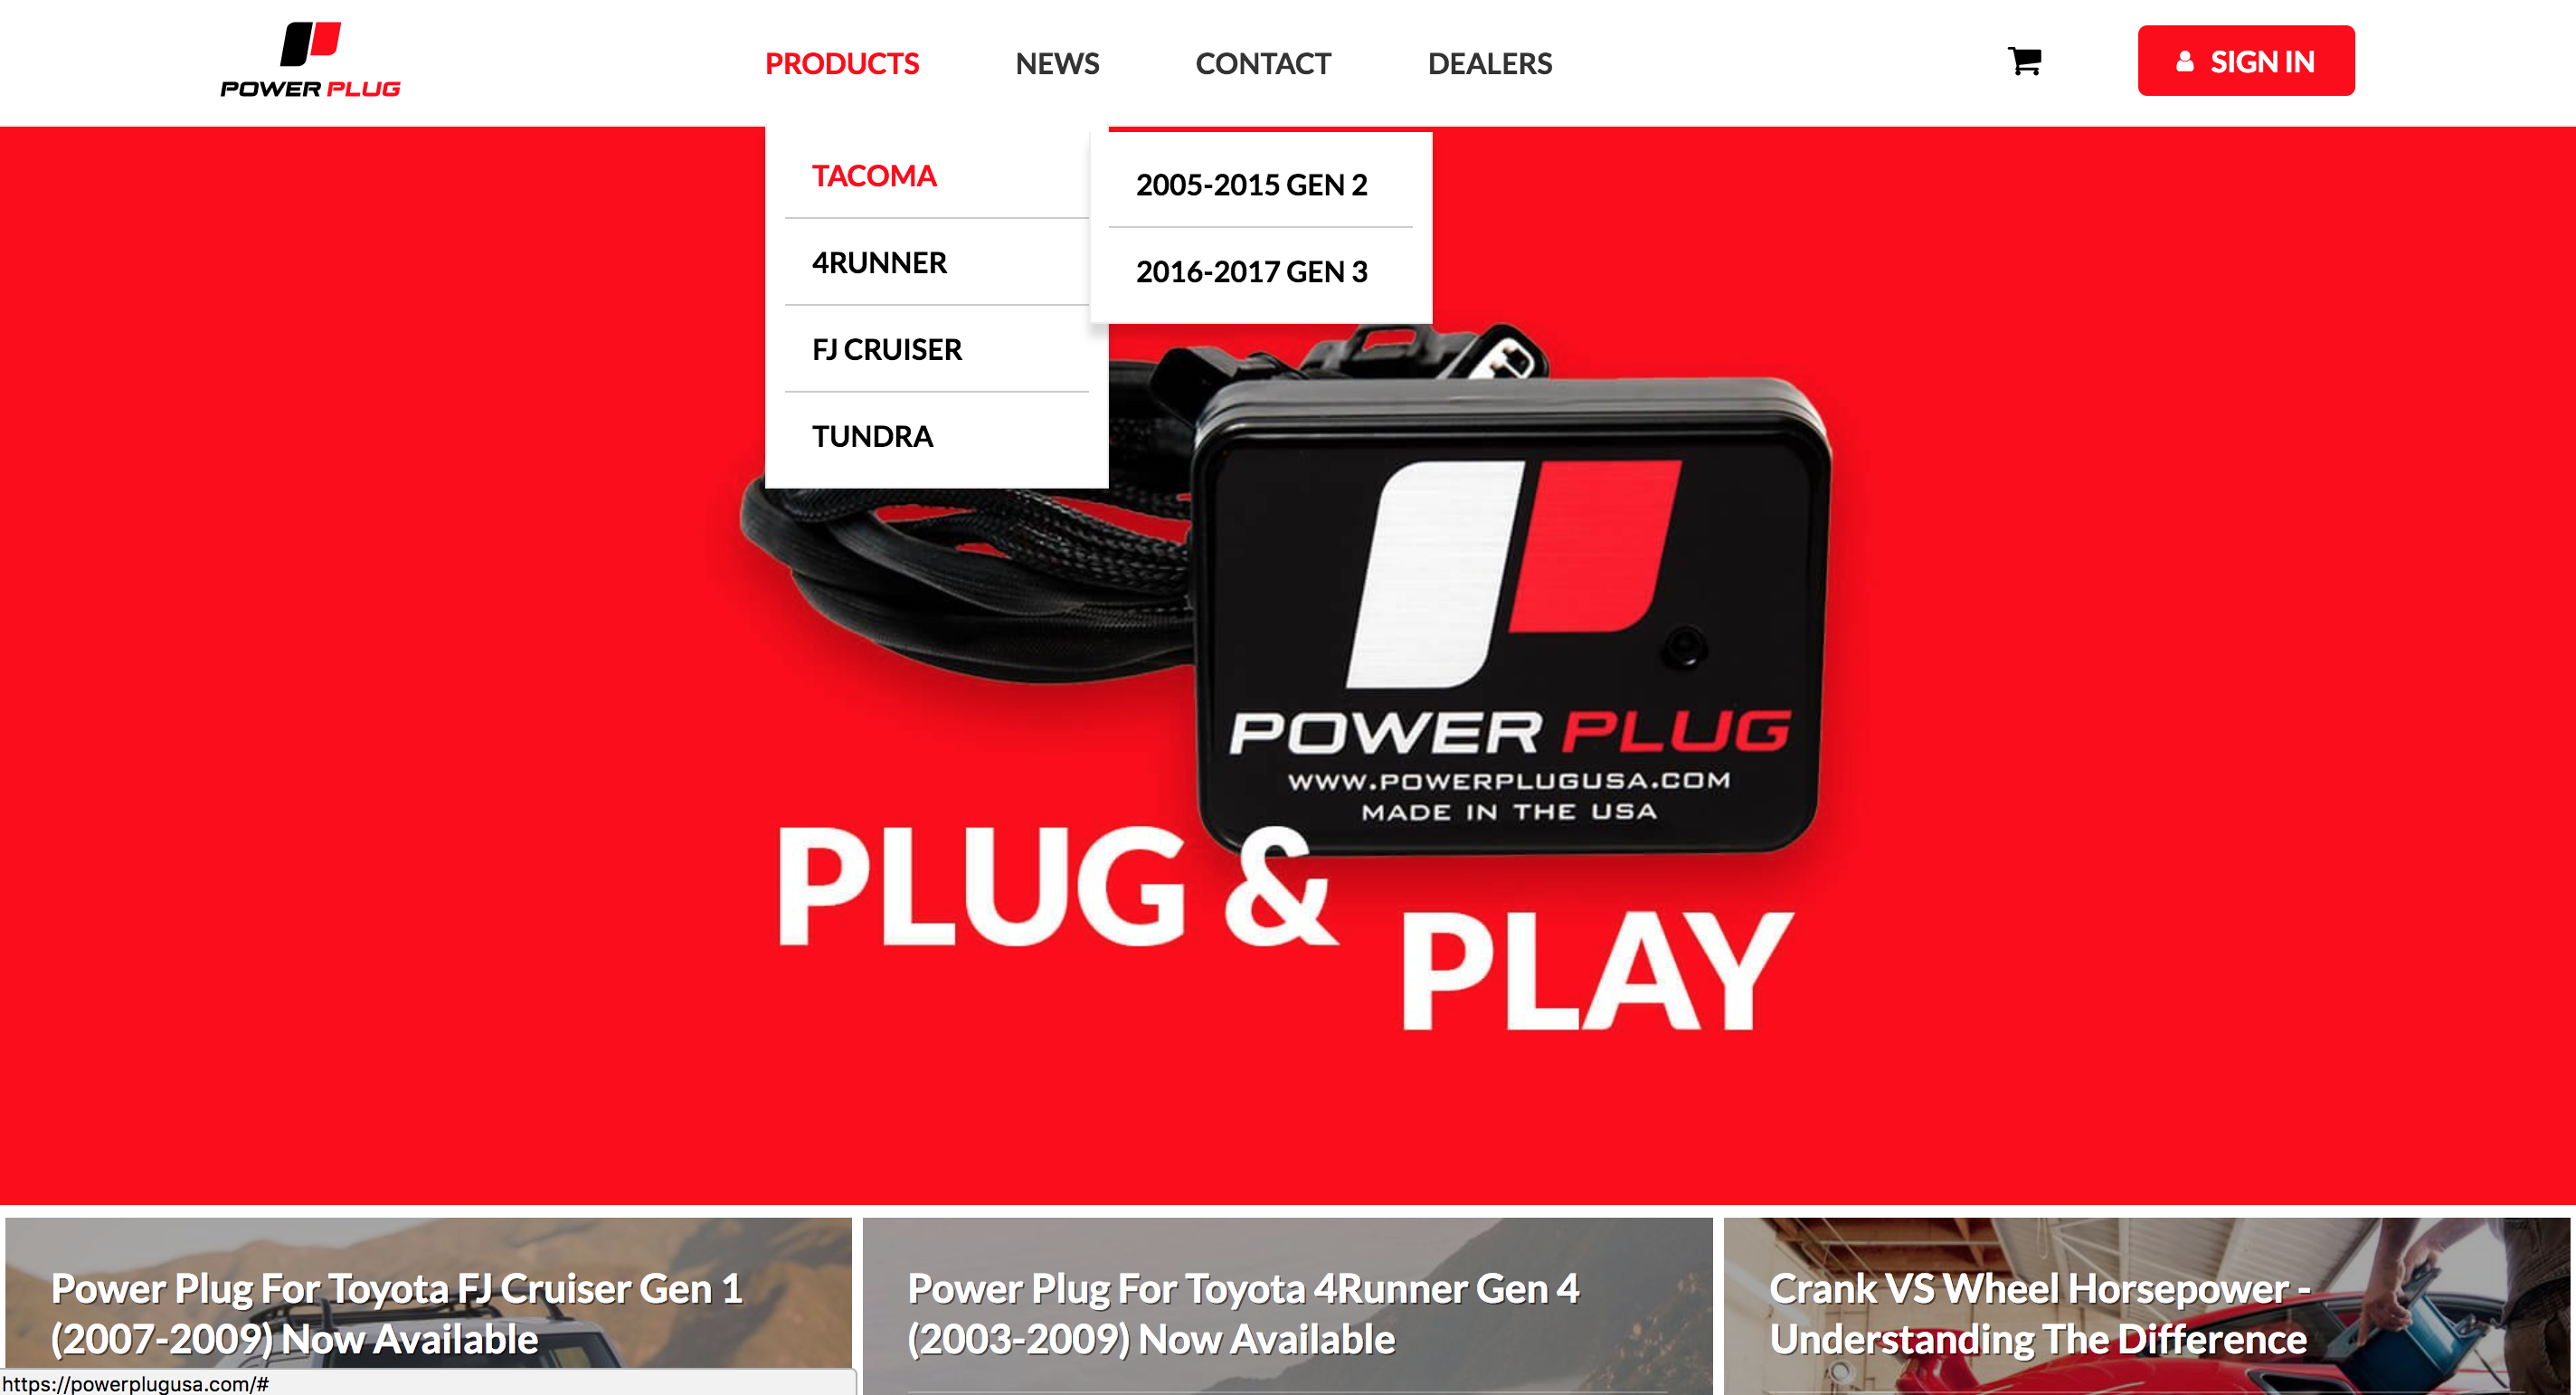 POWER PLUG
PRODUCTS NEWS CONTACT DEALERS SIGN IN
TACOMA
4RUNNER
FJ CRUISER
TUNDRA
2005-2015 GEN 2
2016-2017 GEN 3
POWER PLUG
WWW.POWERPLUGUSA.COM
MADE IN THE USA
PLUG &
PLAY
Power Plug For Toyota FJ Cruiser Gen 1
(2007-2009) Now Available
Power Plug For Toyota 4Runner Gen 4
(2003-2009) Now Available
Crank VS Wheel Horsepower -
Understanding The Difference
https://powerplugusa.com/#